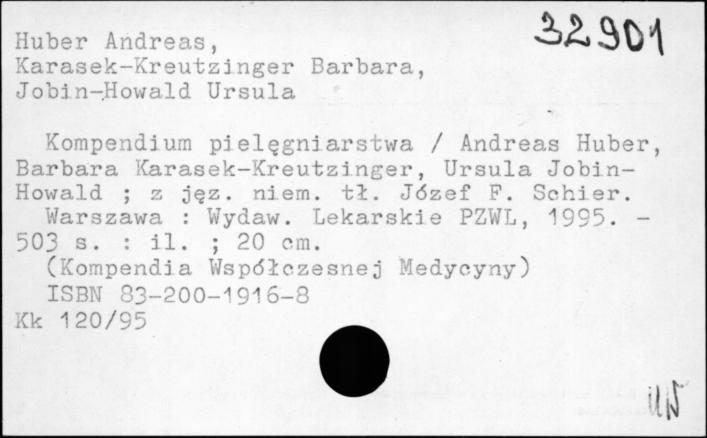 32901
Huber Andreas,
Karasek-Kreutzinger Barbara,
Jobin-Howald Ursula
Kompendium pielęgniarstwa / Andreas Huber,
Barbara Karasek-Kreutzinger, Ursula Jobin-
Howald ; z jęz. niem. tł. Józef F. Schier.
Warszawa : Wydaw. Lekarskie PZWL, 1995. -
503 s. : il. ; 20 cm.
(Kompendia Współczesnej Medycyny)
ISBN 83-200-1916-8
Kk 120/95